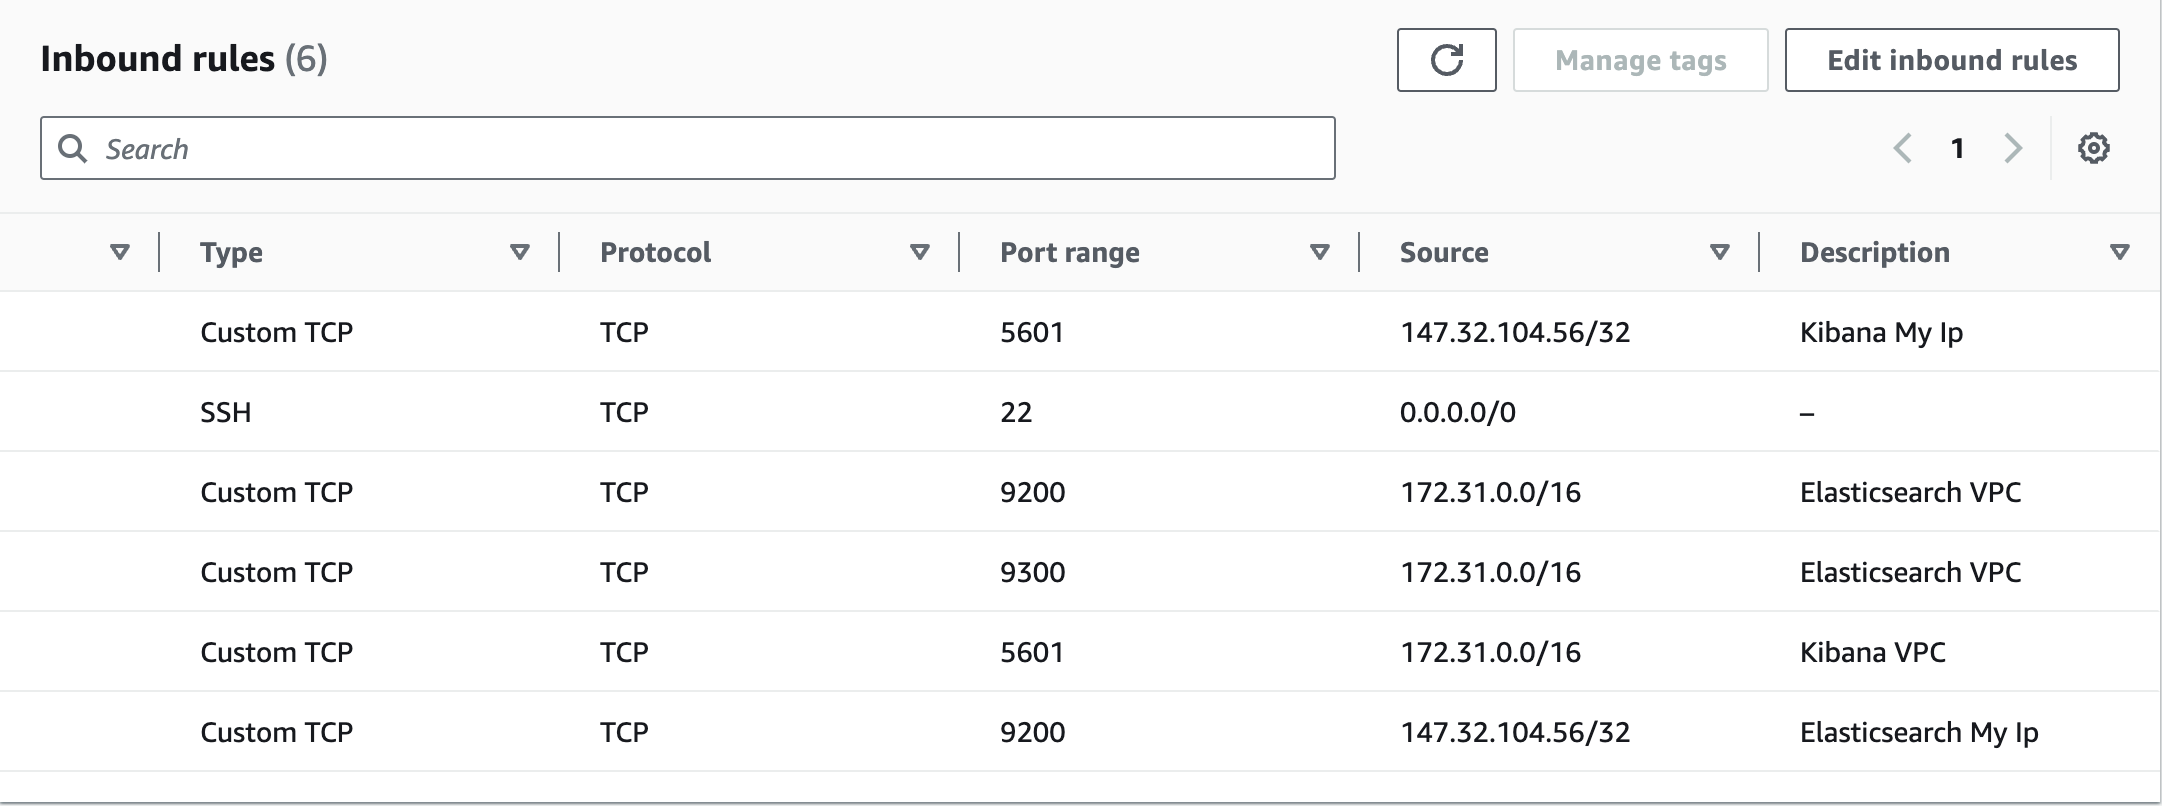 Inbound rules (6)
Manage tags
Edit inbound rules
Search
1
Type Protocol Port range Source Description
Custom TCP TCP 5601 147.32.104.56/32 Kibana My Ip
SSH TCP 22 0.0.0.0/0 –
Custom TCP TCP 9200 172.31.0.0/16 Elasticsearch VPC
Custom TCP TCP 9300 172.31.0.0/16 Elasticsearch VPC
Custom TCP TCP 5601 172.31.0.0/16 Kibana VPC
Custom TCP TCP 9200 147.32.104.56/32 Elasticsearch My Ip